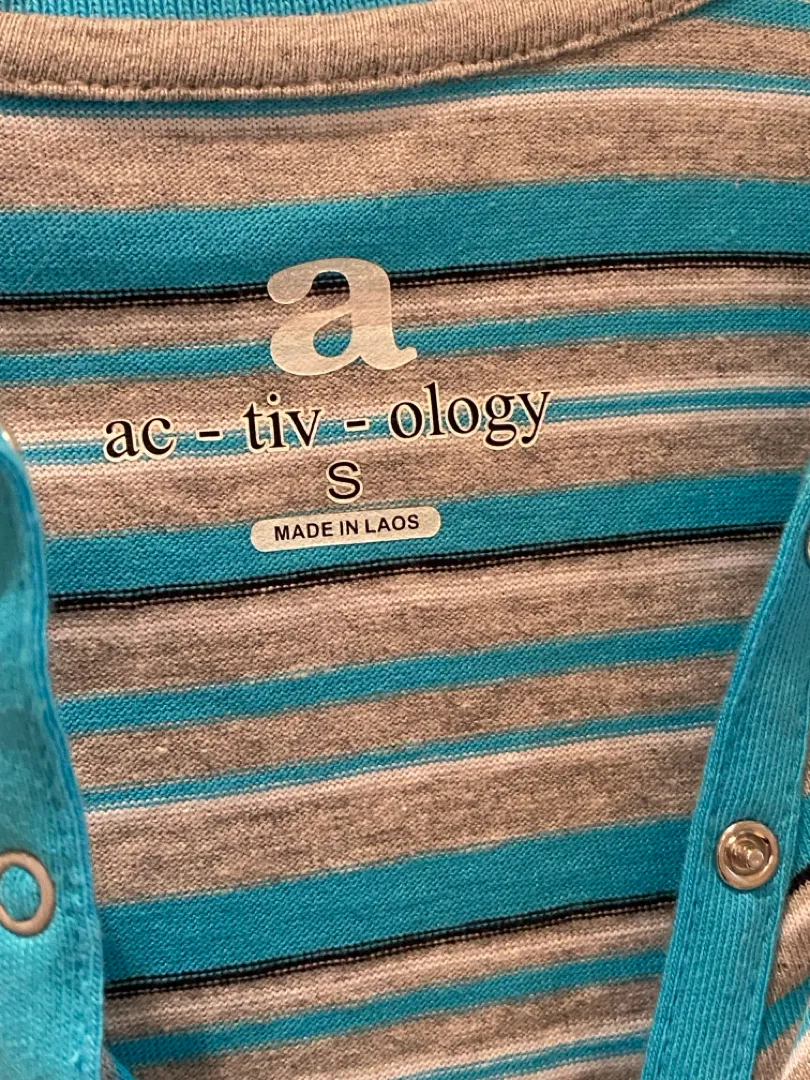 a
ac - tiv - ology
S
MADE IN LAOS